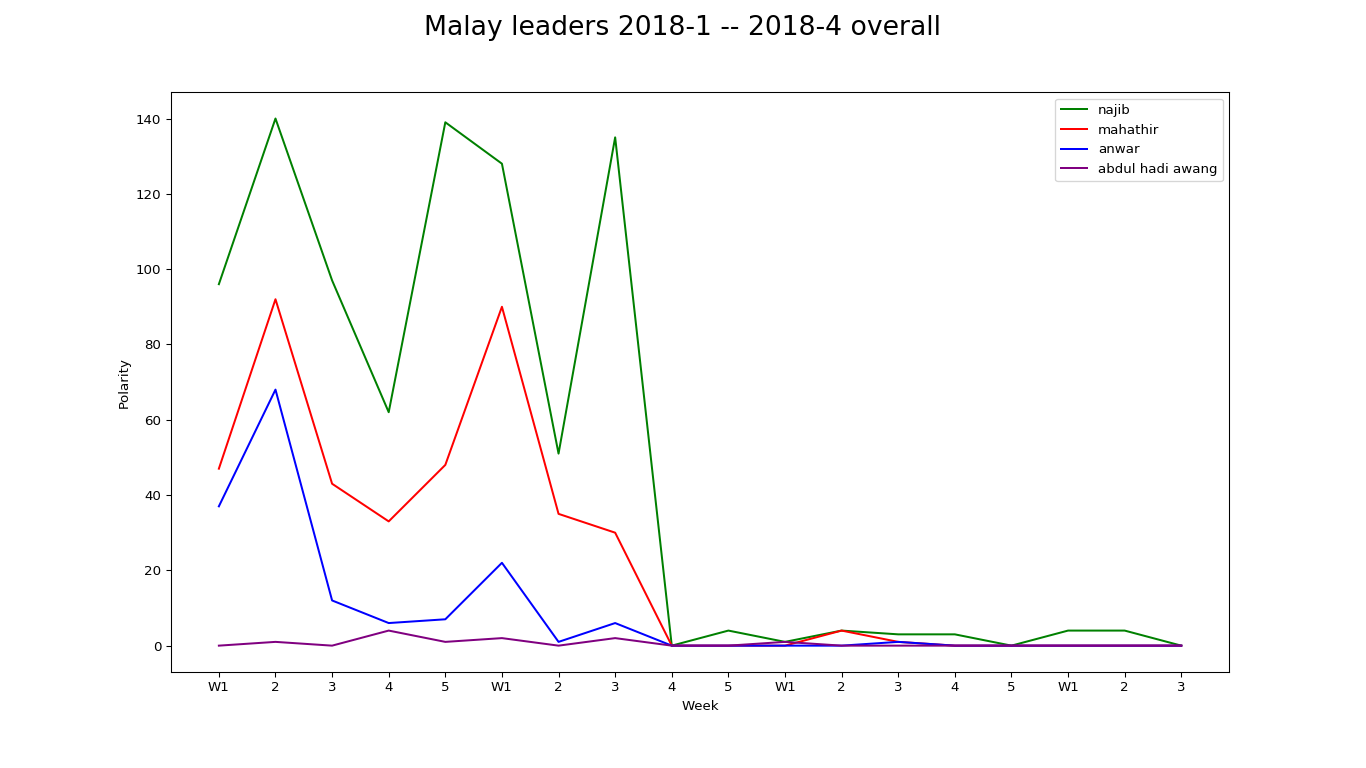 Malay leaders 2018-1 -- 2018-4 overall
najib
mahathir
anwar
abdul hadi awang
140
120
100
80
60
40
20
0
Polarity
W1 2 3 4 5 W1 2 3 4 5 W1 2 3 4 5 W1 2 3
Week